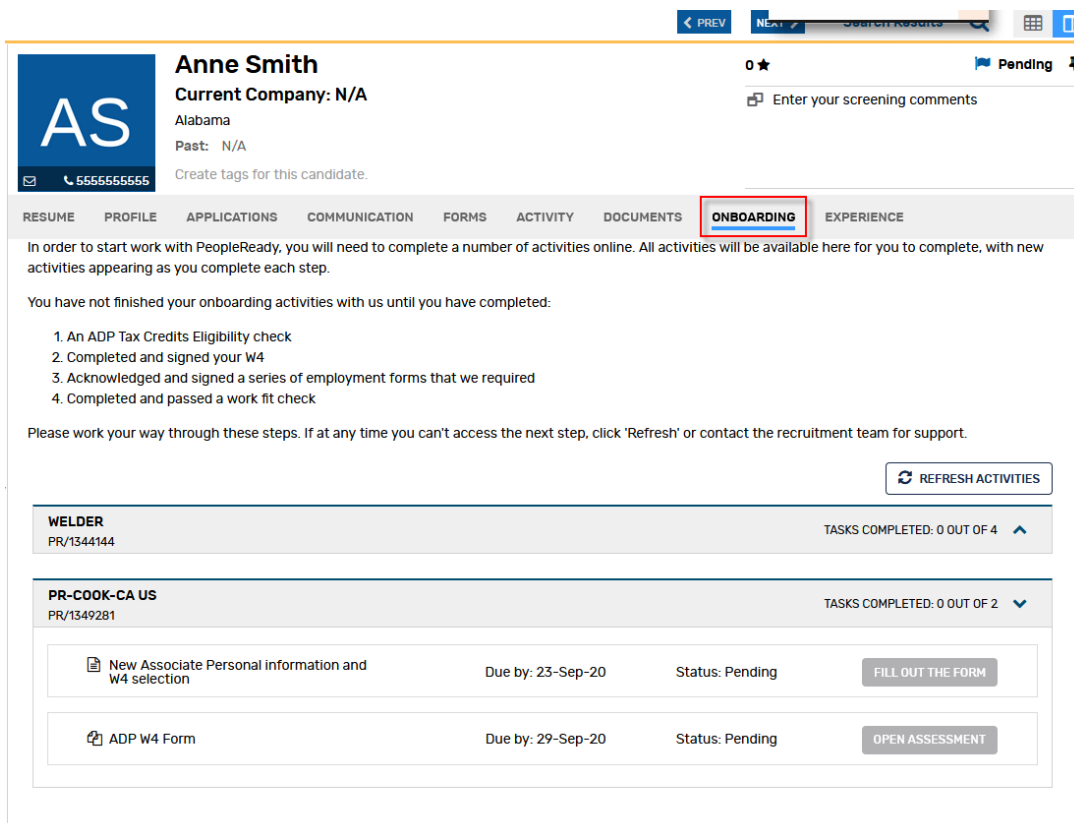 PREV
NEXT
Search Results
AS
5555555555
Anne Smith
Current Company: N/A
Alabama
Past: N/A
Create tags for this candidate.
0
Pending
Enter your screening comments
RESUME PROFILE APPLICATIONS COMMUNICATION FORMS ACTIVITY DOCUMENTS ONBOARDING EXPERIENCE
In order to start work with PeopleReady, you will need to complete a number of activities online. All activities will be available here for you to complete, with new
activities appearing as you complete each step.
You have not finished your onboarding activities with us until you have completed:
1. An ADP Tax Credits Eligibility check
2. Completed and signed your W4
3. Acknowledged and signed a series of employment forms that we required
4. Completed and passed a work fit check
Please work your way through these steps. If at any time you can't access the next step, click 'Refresh' or contact the recruitment team for support.
REFRESH ACTIVITIES
WELDER
PR/1344144
TASKS COMPLETED: 0 OUT OF 4
PR-COOK-CA US
PR/1349281
TASKS COMPLETED: 0 OUT OF 2
New Associate Personal information and
W4 selection
Due by: 23-Sep-20
Status: Pending
FILL OUT THE FORM
ADP W4 Form
Due by: 29-Sep-20
Status: Pending
OPEN ASSESSMENT